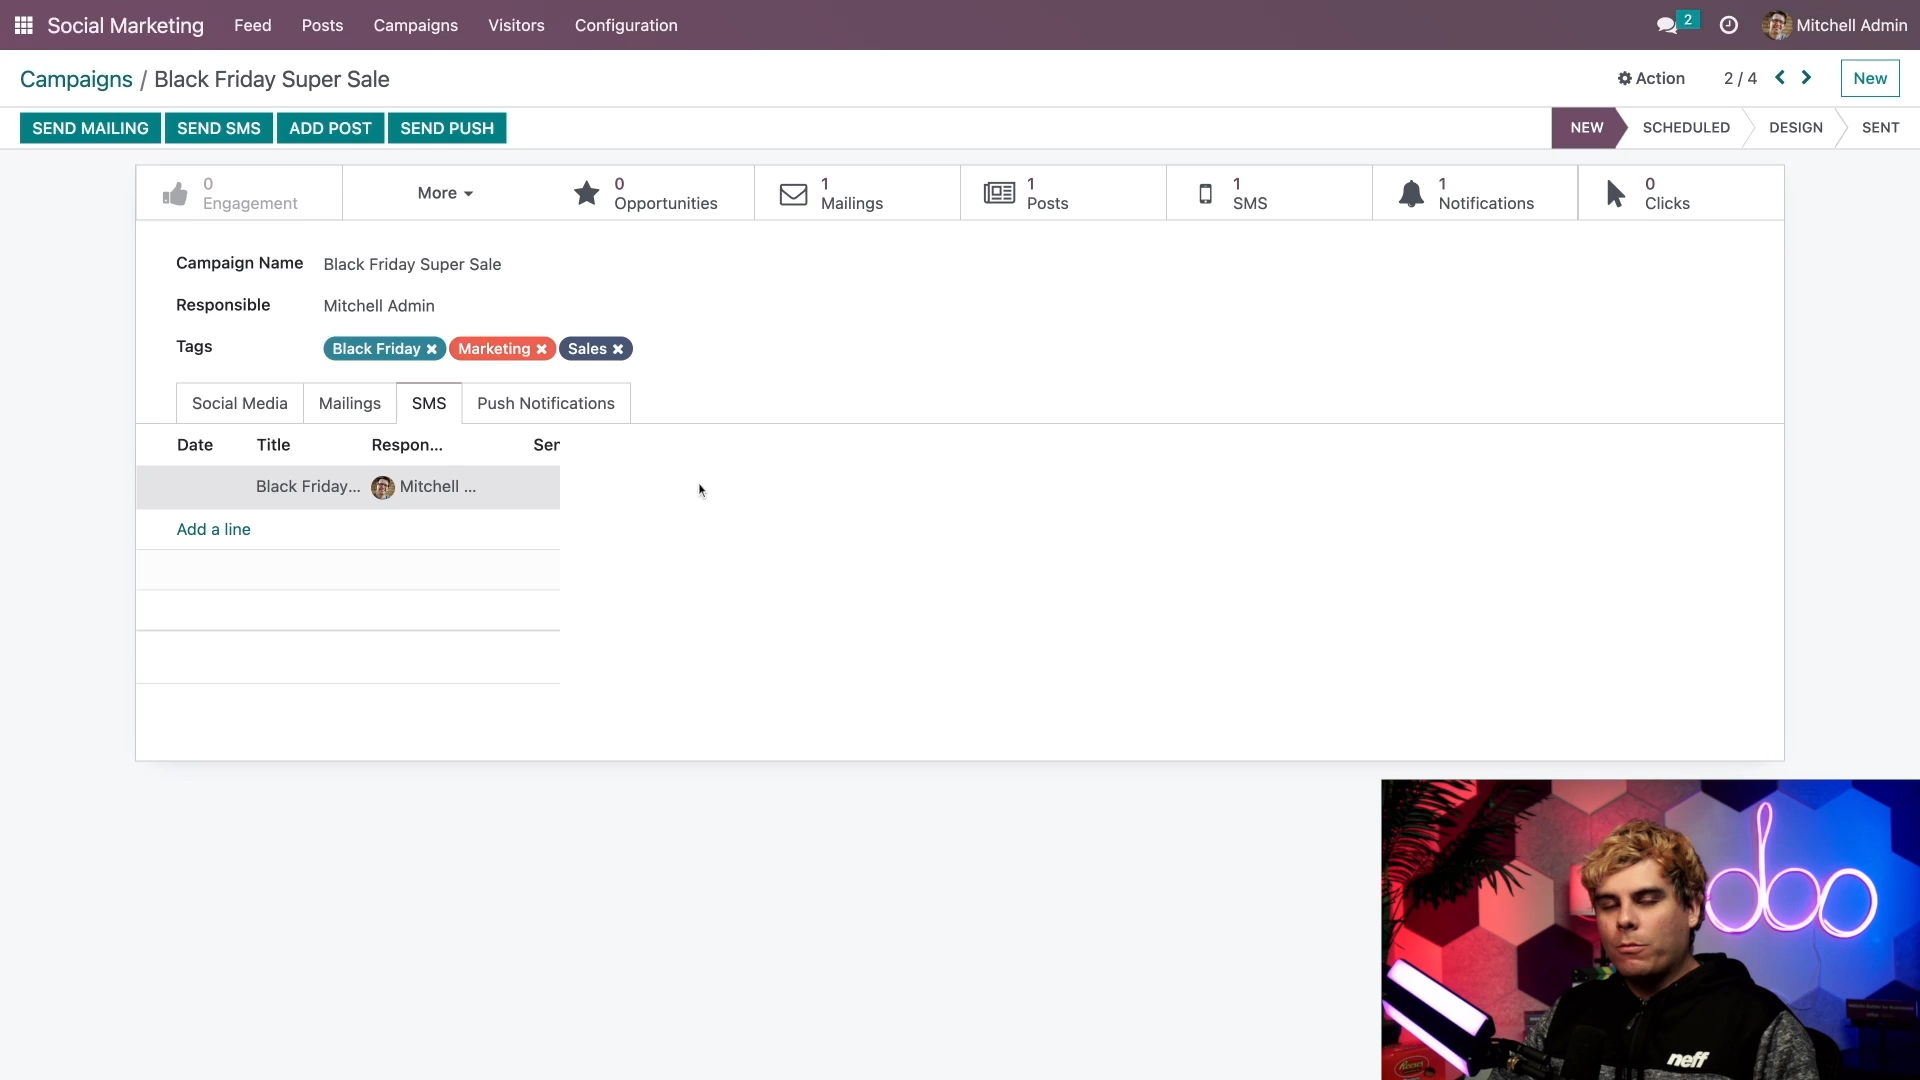 Social Marketing Feed Posts Campaigns Visitors Configuration 2 Mitchell Admin
Campaigns / Black Friday Super Sale Action 2 / 4 New
SEND MAILING SEND SMS ADD POST SEND PUSH NEW SCHEDULED DESIGN SENT
0 Engagement
More
0 Opportunities
1 Mailings
1 Posts
1 SMS
1 Notifications
0 Clicks
Campaign Name Black Friday Super Sale
Responsible Mitchell Admin
Tags Black Friday Marketing Sales
Social Media Mailings SMS Push Notifications
Date Title Respon... Ser
Black Friday... Mitchell ...
Add a line
neff
Reese's